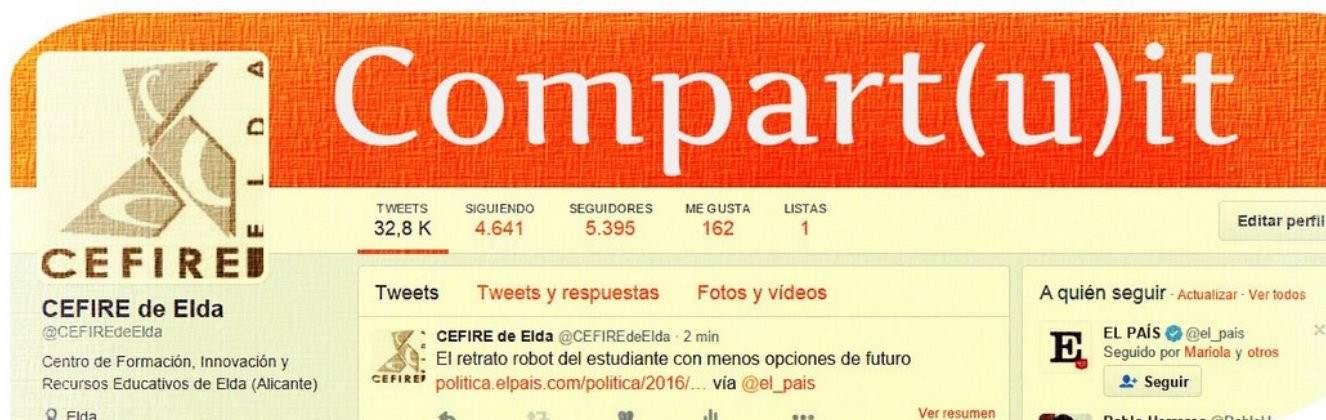 Compart(u)it
ELDA
CEFIRE
TWEETS SIGUIENDO SEGUIDORES ME GUSTA LISTAS
32,8 K 4.641 5.395 162 1
Editar perfil
CEFIRE de Elda
@CEFIREdeElda
Centro de Formación, Innovación y
Recursos Educativos de Elda (Alicante)
Elda
Tweets Tweets y respuestas Fotos y vídeos
CEFIRE
CEFIRE de Elda @CEFIREdeElda · 2 min
El retrato robot del estudiante con menos opciones de futuro
politica.elpais.com/politica/2016/... vía @el_pais
Ver resumen
A quién seguir · Actualizar · Ver todos
E
EL PAÍS @el_pais
Seguido por Mariola y otros
Seguir